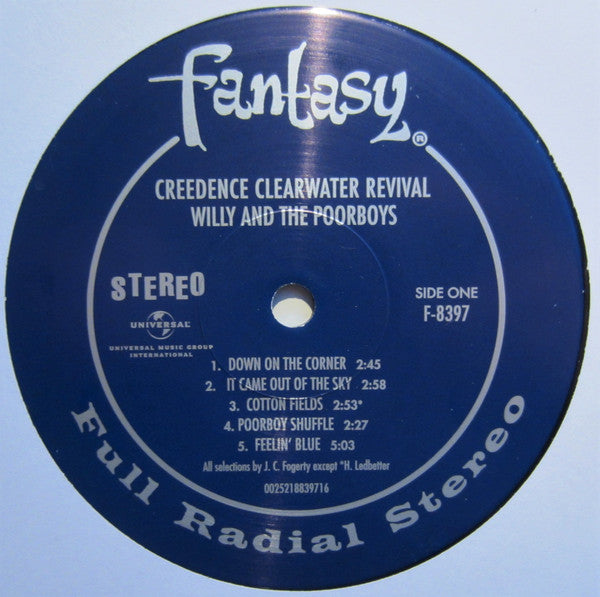 fantasy®
CREEDENCE CLEARWATER REVIVAL
WILLY AND THE POORBOYS
STEREO
SIDE ONE
F-8397
UNIVERSAL
UNIVERSAL MUSIC GROUP
INTERNATIONAL
1. DOWN ON THE CORNER 2:45
2. IT CAME OUT OF THE SKY 2:58
3. COTTON FIELDS 2:53*
4. POORBOY SHUFFLE 2:27
5. FEELIN' BLUE 5:03
All selections by J. C. Fogerty except *H. Ledbetter
0025218839716
Full Radial Stereo